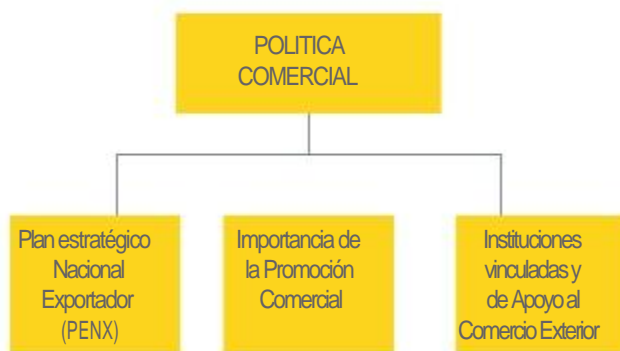 POLITICA
COMERCIAL
Plan estratégico
Nacional
Exportador
(PENX)
Importancia de
la Promoción
Comercial
Instituciones
vinculadas y
de Apoyo al
Comercio Exterior